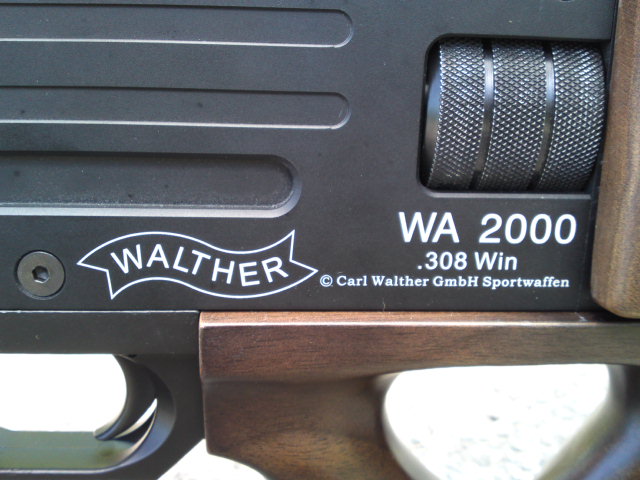 WALTHER
WA 2000
.308 Win
© Carl Walther GmbH Sportwaffen